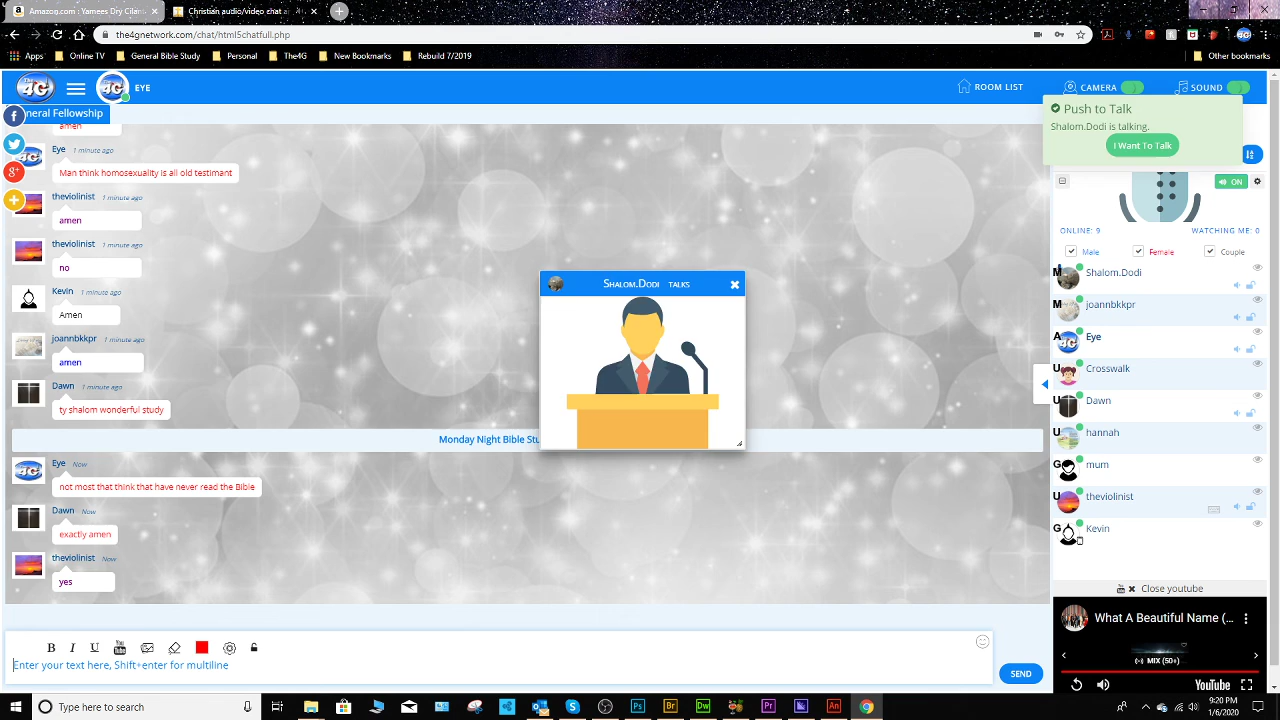 Amazon.com : Yamees Dry Cilan
Christian audio/video chat a
the4gnetwork.com/chat/html5chatfull.php
Apps
Online TV
General Bible Study
Personal
The4G
New Bookmarks
Rebuild 7/2019
Other bookmarks
4G
EYE
ROOM LIST
CAMERA
SOUND
neral Fellowship
Push to Talk
Shalom.Dodi is talking.
I Want To Talk
amen
Eye 1 minute ago
Man think homosexuality is all old testimant
theviolinist 1 minute ago
amen
theviolinist 1 minute ago
no
Kevin 1 minute ago
Amen
joannbkkpr 1 minute ago
amen
Dawn 1 minute ago
ty shalom wonderful study
Monday Night Bible Stu
Eye Now
not most that think that have never read the Bible
Dawn Now
exactly amen
theviolinist Now
yes
Shalom.Dodi talks
ON
ONLINE: 9
WATCHING ME: 0
Male
Female
Couple
M Shalom.Dodi
M joannbkkpr
A Eye
U Crosswalk
U Dawn
U hannah
G mum
U theviolinist
G Kevin
Close youtube
What A Beautiful Name (...
MIX (50+)
YouTube
B I U
Enter your text here, Shift+enter for multiline
SEND
Type here to search
Ps
Br
Dw
Pr
An
9:20 PM
1/6/2020